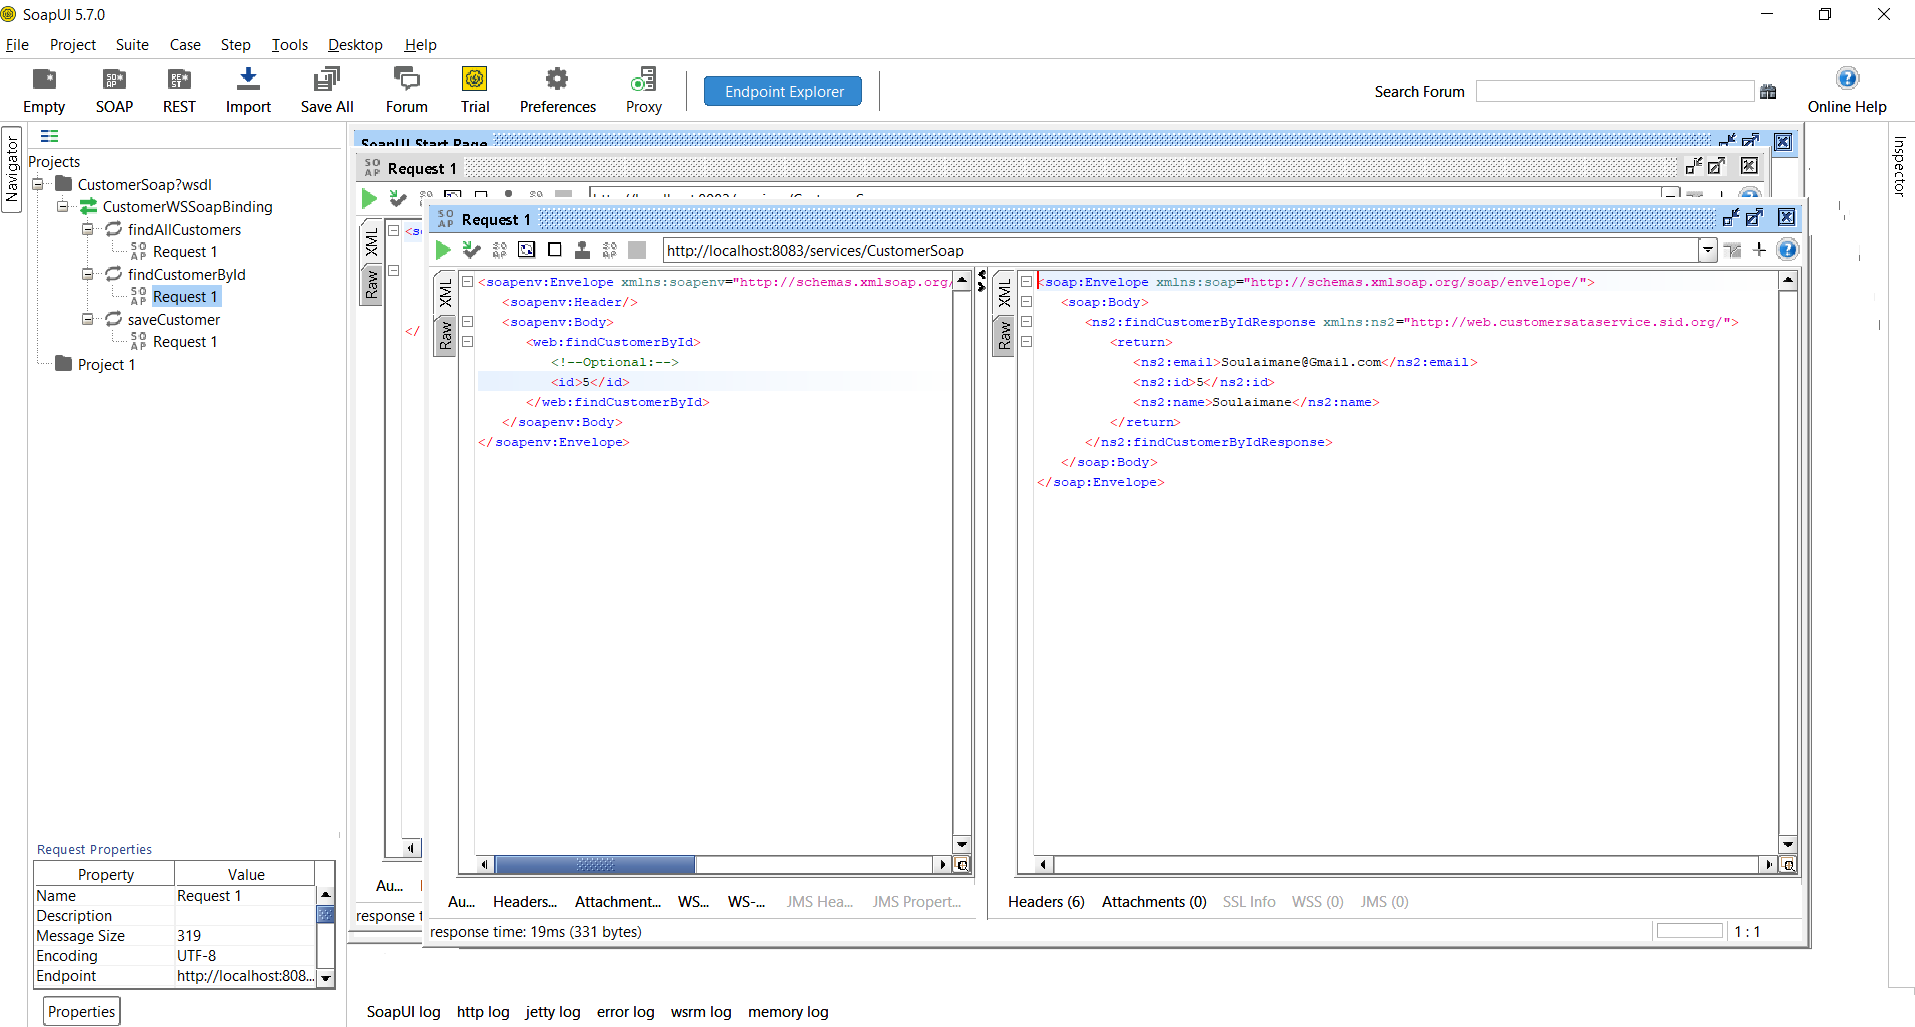 SoapUI 5.7.0
File Project Suite Case Step Tools Desktop Help
Empty SOAP REST Import Save All Forum Trial Preferences Proxy Endpoint Explorer Search Forum Online Help
Navigator
Projects
CustomerSoap?wsdl
CustomerWSSoapBinding
findAllCustomers
Request 1
findCustomerById
Request 1
saveCustomer
Request 1
Project 1
Request Properties
Property Value
Name Request 1
Description
Message Size 319
Encoding UTF-8
Endpoint http://localhost:808...
Properties
SoapUI Start Page
Request 1
XML
Raw
<s
</
Au...
response t
Request 1
http://localhost:8083/services/CustomerSoap
XML
Raw
<soapenv:Envelope xmlns:soapenv="http://schemas.xmlsoap.org/
<soapenv:Header/>
<soapenv:Body>
<web:findCustomerById>
<!--Optional:-->
<id>5</id>
</web:findCustomerById>
</soapenv:Body>
</soapenv:Envelope>
Au... Headers... Attachment... WS... WS-... JMS Hea... JMS Propert...
XML
Raw
<soap:Envelope xmlns:soap="http://schemas.xmlsoap.org/soap/envelope/">
<soap:Body>
<ns2:findCustomerByIdResponse xmlns:ns2="http://web.customersataservice.sid.org/">
<return>
<ns2:email>Soulaimane@Gmail.com</ns2:email>
<ns2:id>5</ns2:id>
<ns2:name>Soulaimane</ns2:name>
</return>
</ns2:findCustomerByIdResponse>
</soap:Body>
</soap:Envelope>
Headers (6) Attachments (0) SSL Info WSS (0) JMS (0)
response time: 19ms (331 bytes)
1 : 1
Inspector
SoapUI log http log jetty log error log wsrm log memory log